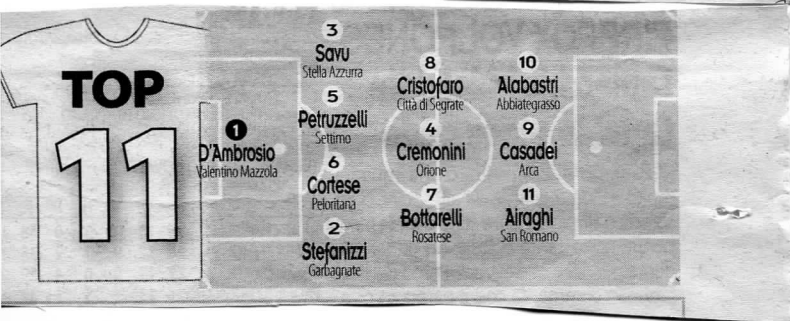 TOP
11
1
D'Ambrosio
Valentino Mazzola
3
Savu
Stella Azzurra
5
Petruzzelli
Settimo
6
Cortese
Peloritana
2
Stefanizzi
Garbagnate
8
Cristofaro
Città di Segrate
4
Cremonini
Orione
7
Bottarelli
Rosatese
10
Alabastri
Abbiategrasso
9
Casadei
Arca
11
Airaghi
San Romano